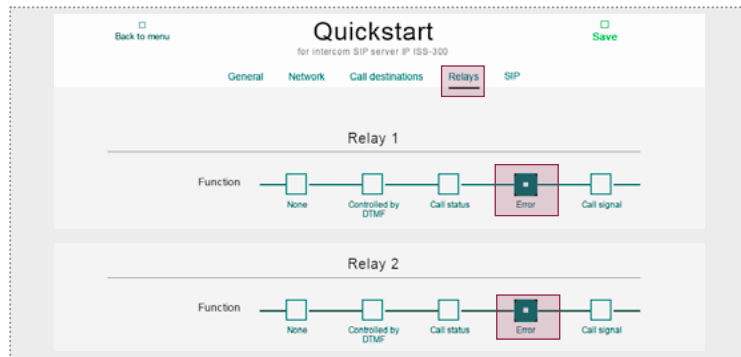 Back to menu
Quickstart
Save
for intercom SIP server IP ISS-300
General Network Call destinations Relays SIP
Relay 1
Function
None Controlled by DTMF Call status Error Call signal
Relay 2
Function
None Controlled by DTMF Call status Error Call signal